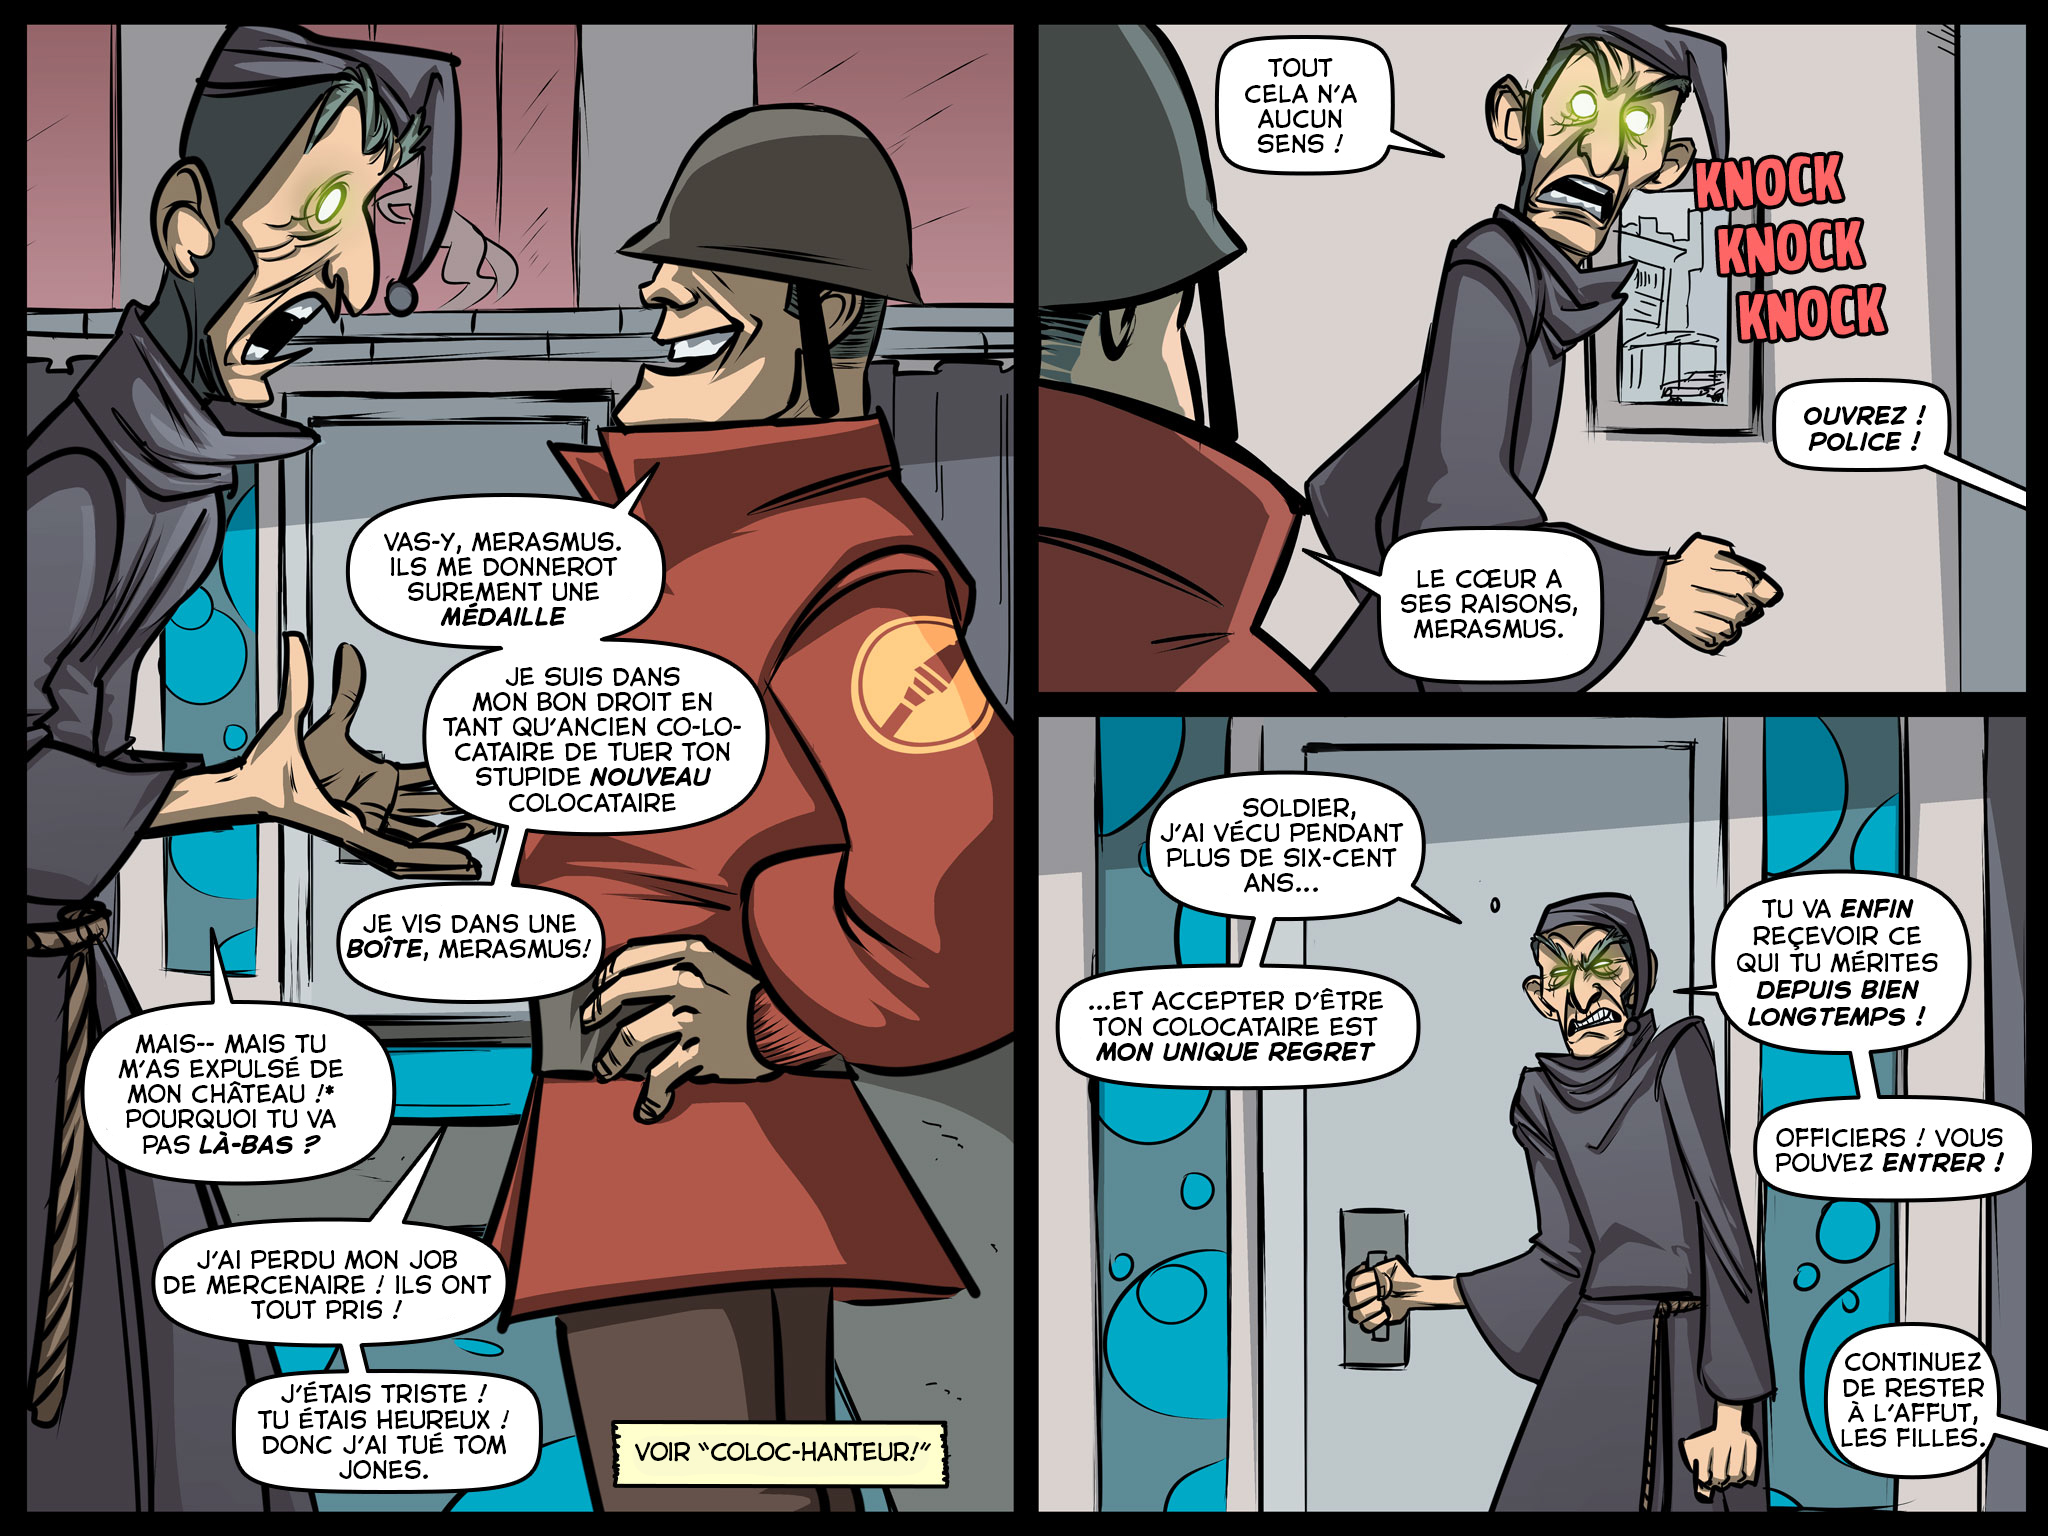 VAS-Y, MERASMUS.
ILS ME DONNEROT
SUREMENT UNE
MÉDAILLE
JE SUIS DANS
MON BON DROIT EN
TANT QU'ANCIEN CO-LO-
CATAIRE DE TUER TON
STUPIDE NOUVEAU
COLOCATAIRE
JE VIS DANS UNE
BOÎTE, MERASMUS!
MAIS-- MAIS TU
M'AS EXPULSÉ DE
MON CHÂTEAU !*
POURQUOI TU VA
PAS LÀ-BAS ?
J'AI PERDU MON JOB
DE MERCENAIRE ! ILS ONT
TOUT PRIS !
J'ÉTAIS TRISTE !
TU ÉTAIS HEUREUX !
DONC J'AI TUÉ TOM
JONES.
VOIR "COLOC-HANTEUR!"
TOUT
CELA N'A
AUCUN
SENS !
KNOCK
KNOCK
KNOCK
OUVREZ !
POLICE !
LE CŒUR A
SES RAISONS,
MERASMUS.
SOLDIER,
J'AI VÉCU PENDANT
PLUS DE SIX-CENT
ANS...
...ET ACCEPTER D'ÊTRE
TON COLOCATAIRE EST
MON UNIQUE REGRET
TU VA ENFIN
REÇEVOIR CE
QUI TU MÉRITES
DEPUIS BIEN
LONGTEMPS !
OFFICIERS ! VOUS
POUVEZ ENTRER !
CONTINUEZ
DE RESTER
À L'AFFUT,
LES FILLES.